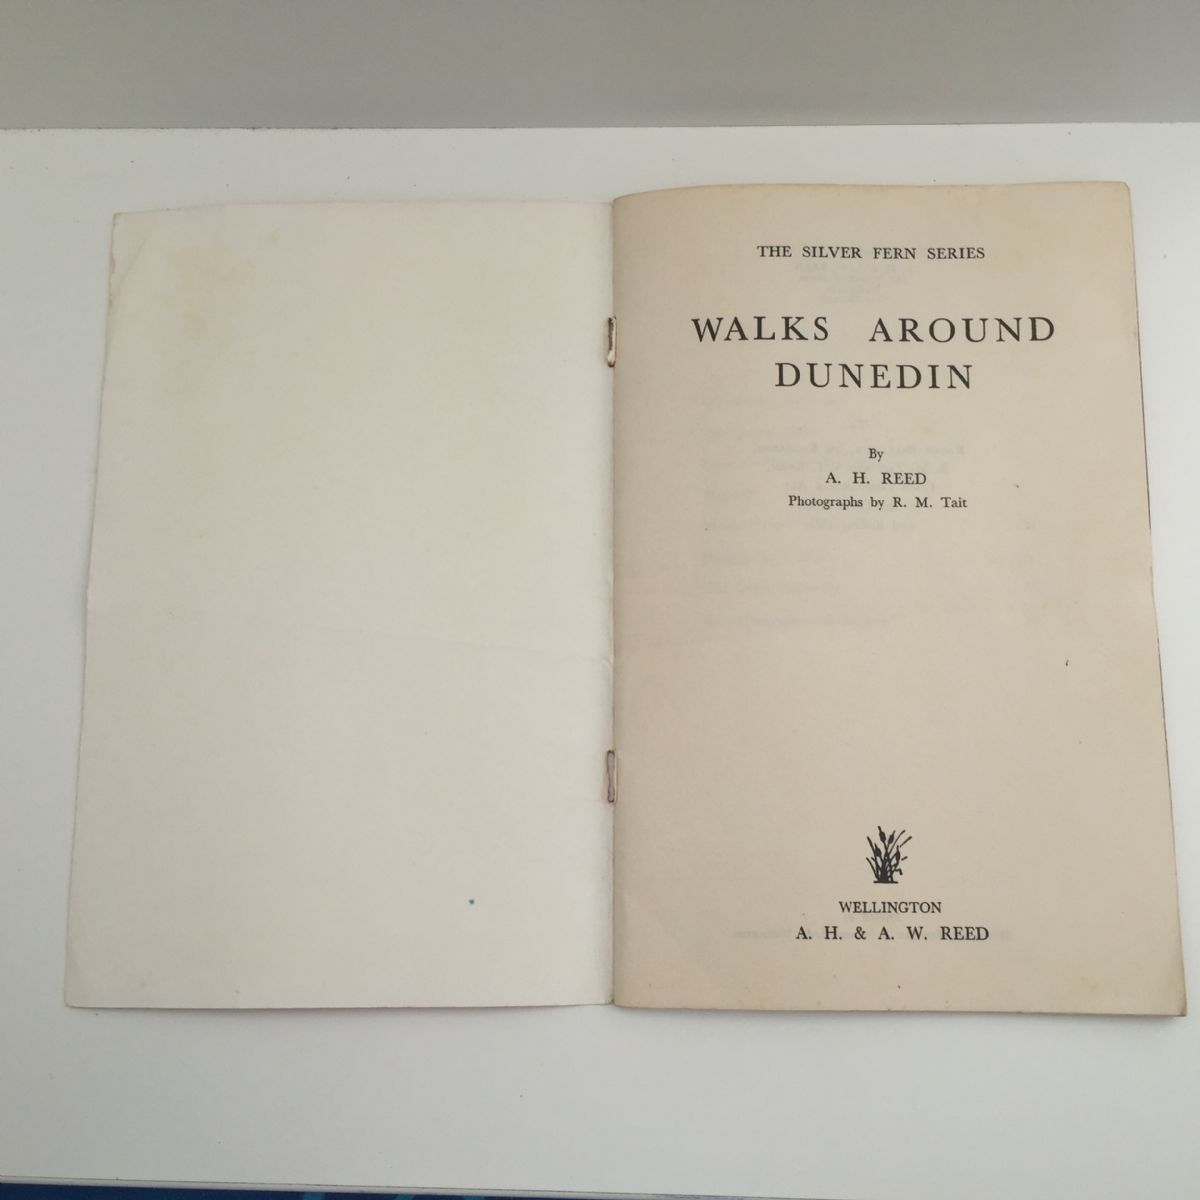 THE SILVER FERN SERIES
WALKS AROUND
DUNEDIN
By
A. H. REED
Photographs by R. M. Tait
WELLINGTON
A. H. & A. W. REED